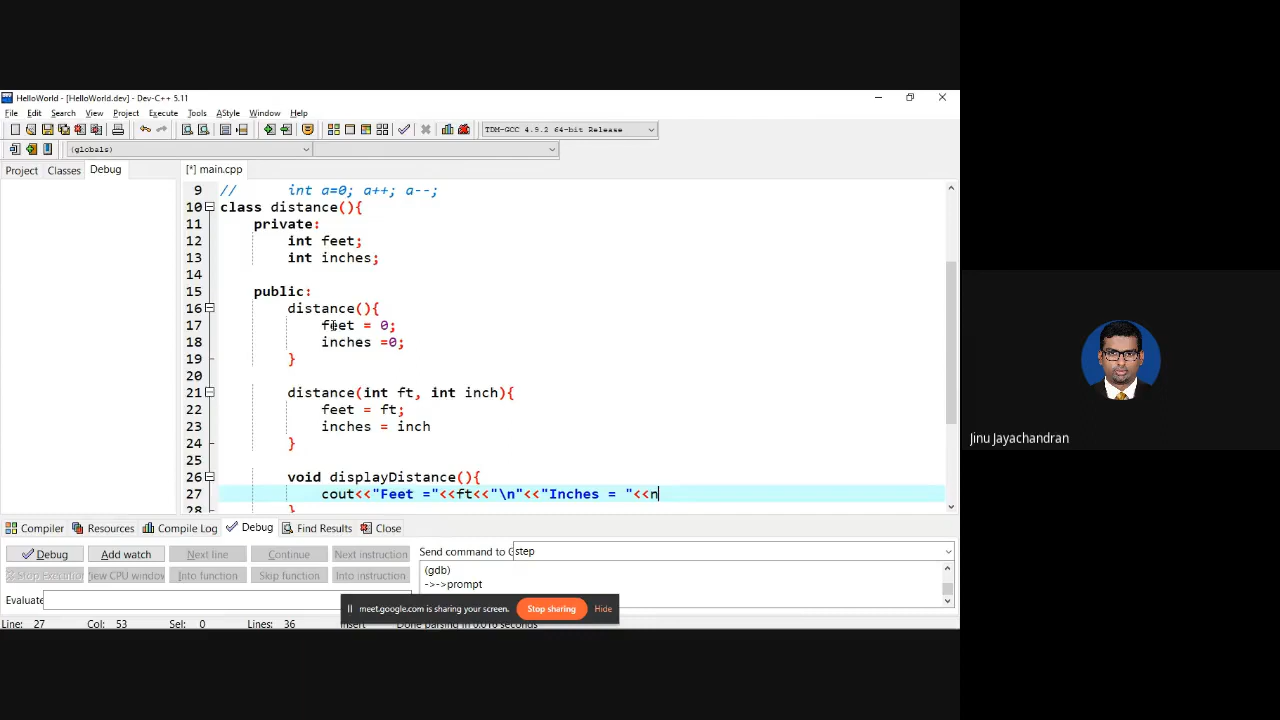 HelloWorld - [HelloWorld.dev] - Dev-C++ 5.11
File Edit Search View Project Execute Tools AStyle Window Help
TDM-GCC 4.9.2 64-bit Release
(globals)
Project Classes Debug [*] main.cpp
9 // int a=0; a++; a--;
10 class distance(){
11 private:
12 int feet;
13 int inches;
14
15 public:
16 distance(){
17 feet = 0;
18 inches =0;
19 }
20
21 distance(int ft, int inch){
22 feet = ft;
23 inches = inch
24 }
25
26 void displayDistance(){
27 cout<<"Feet ="<<ft<<"\n"<<"Inches = "<<n
28 }
Compiler Resources Compile Log Debug Find Results Close
Debug Add watch Next line Continue Next instruction Send command to G step
Stop Execution View CPU window Into function Skip function Into instruction
(gdb)
->->prompt
Evaluate
meet.google.com is sharing your screen. Stop sharing Hide
Line: 27 Col: 53 Sel: 0 Lines: 36 Insert Done parsing in 0.016 seconds
Jinu Jayachandran